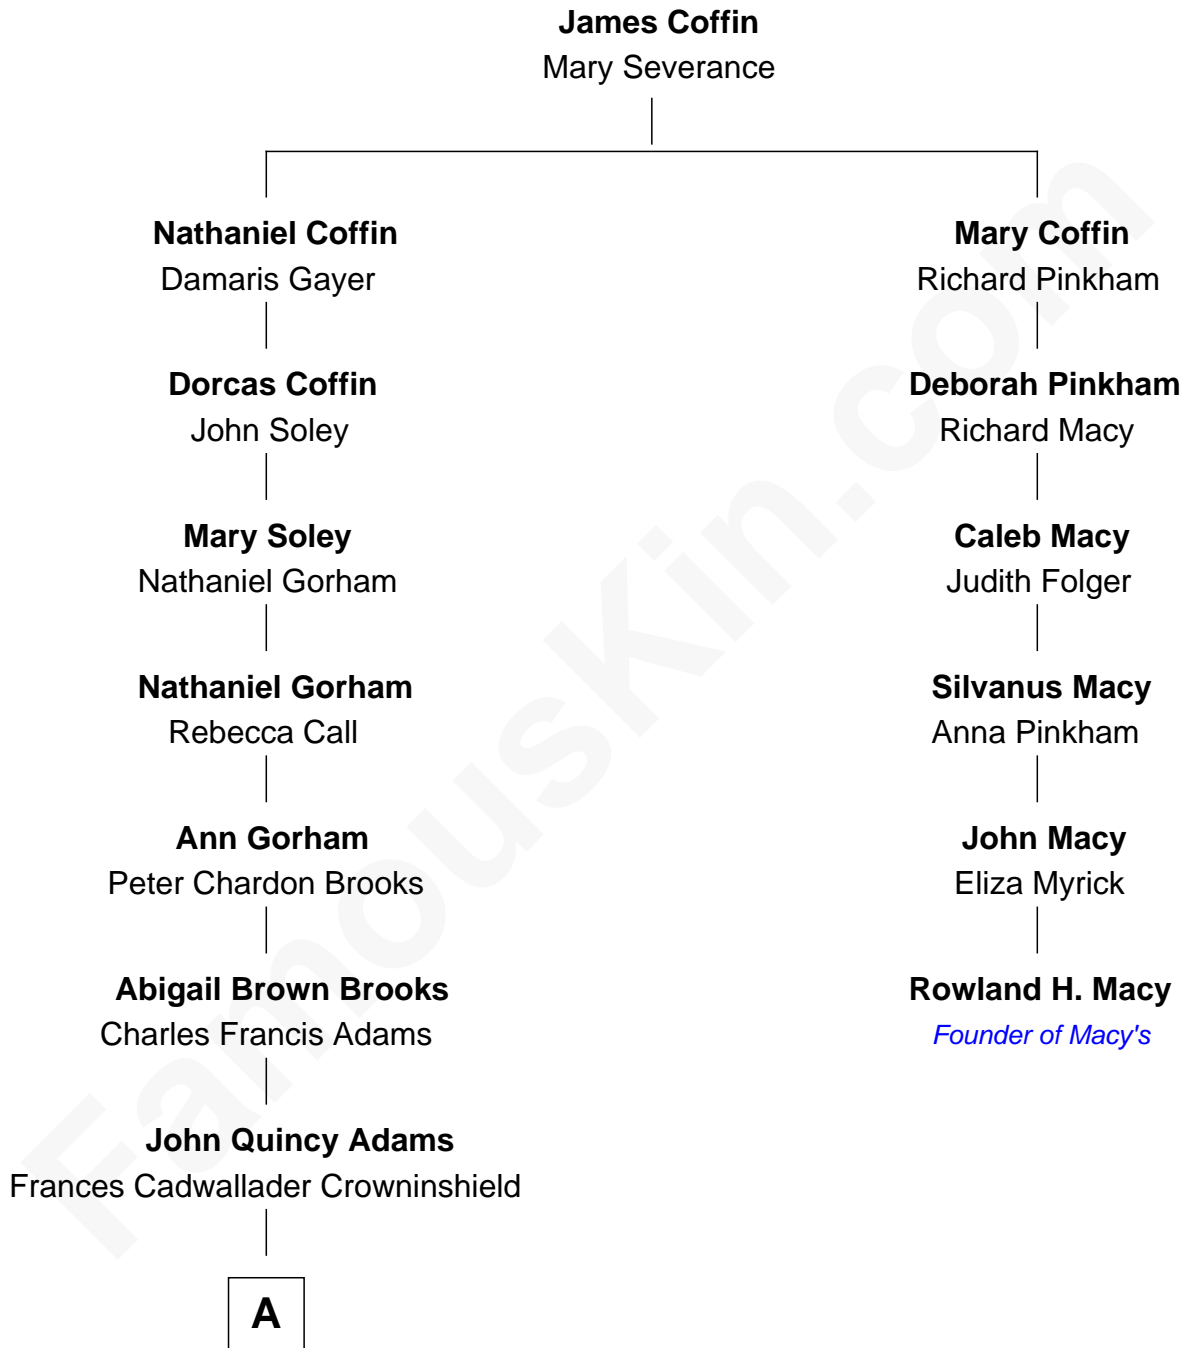 James Coffin
Mary Severance
Nathaniel Coffin
Damaris Gayer
Mary Coffin
Richard Pinkham
Dorcas Coffin
John Soley
Deborah Pinkham
Richard Macy
Mary Soley
Nathaniel Gorham
Caleb Macy
Judith Folger
Nathaniel Gorham
Rebecca Call
Silvanus Macy
Anna Pinkham
Ann Gorham
Peter Chardon Brooks
John Macy
Eliza Myrick
Abigail Brown Brooks
Charles Francis Adams
Rowland H. Macy
Founder of Macy's
John Quincy Adams
Frances Cadwallader Crowninshield
A
FamousKin.com